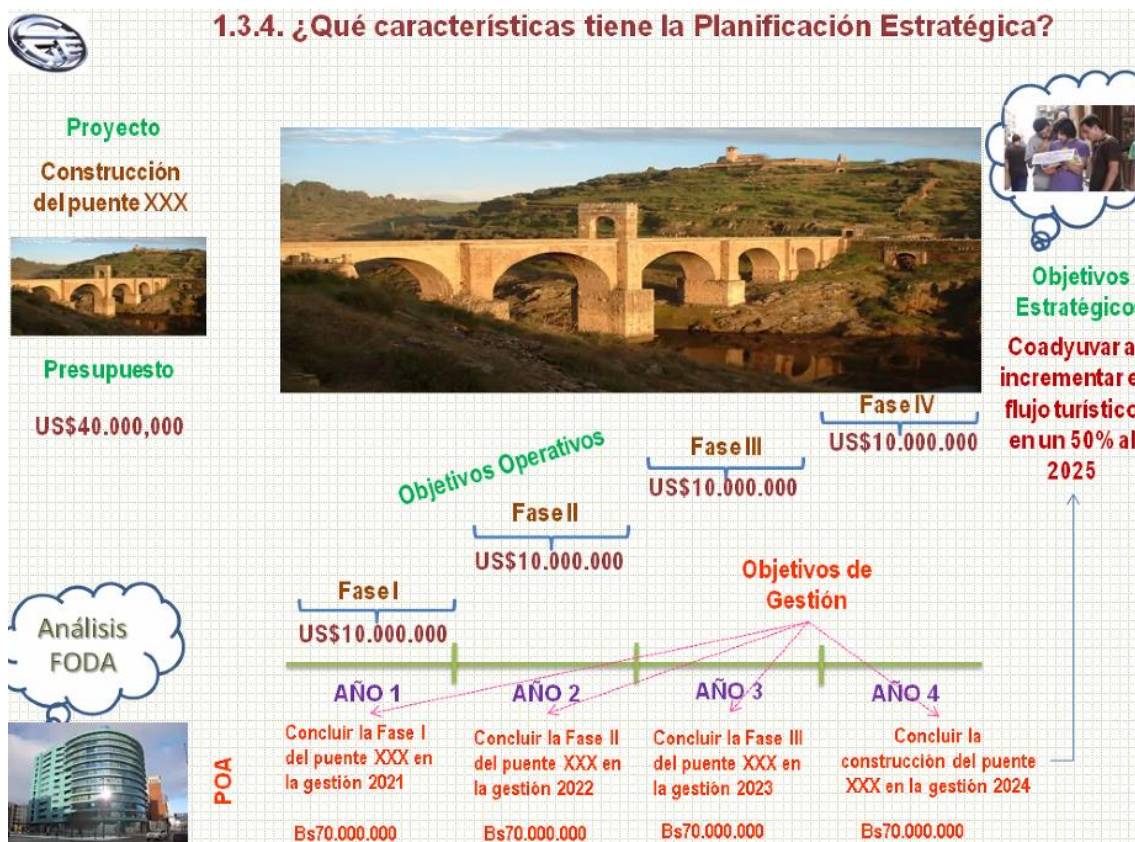 1.3.4. ¿Qué características tiene la Planificación Estratégica?
Proyecto
Construcción
del puente XXX
Presupuesto
US$40.000,000
Objetivos
Estratégico
Coadyuvar a
incrementar e
flujo turístico
en un 50% al
2025
Objetivos Operativos
Fase IV
US$10.000.000
Fase III
US$10.000.000
Fase II
US$10.000.000
Fase I
US$10.000.000
Objetivos de
Gestión
Análisis
FODA
AÑO 1
AÑO 2
AÑO 3
AÑO 4
POA
Concluir la Fase I
del puente XXX en
la gestión 2021
Bs70.000.000
Concluir la Fase II
del puente XXX en
la gestión 2022
Bs70.000.000
Concluir la Fase III
del puente XXX en
la gestión 2023
Bs70.000.000
Concluir la
construcción del puente
XXX en la gestión 2024
Bs70.000.000